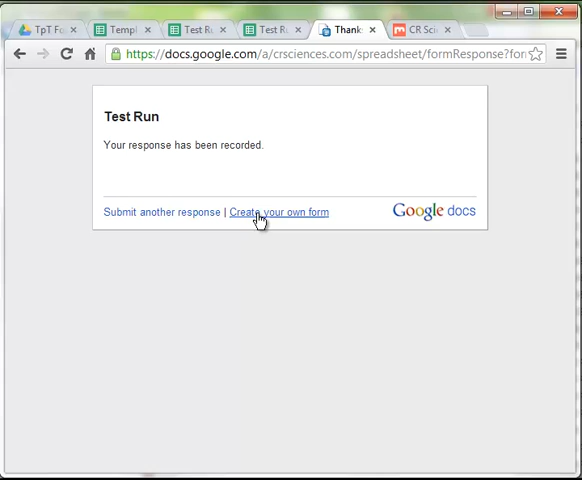 TpT Fo
Templ
Test R
Test Ru
Thank
CR Sci
https://docs.google.com/a/crsciences.com/spreadsheet/formResponse?for
Test Run
Your response has been recorded.
Submit another response | Create your own form
Google docs